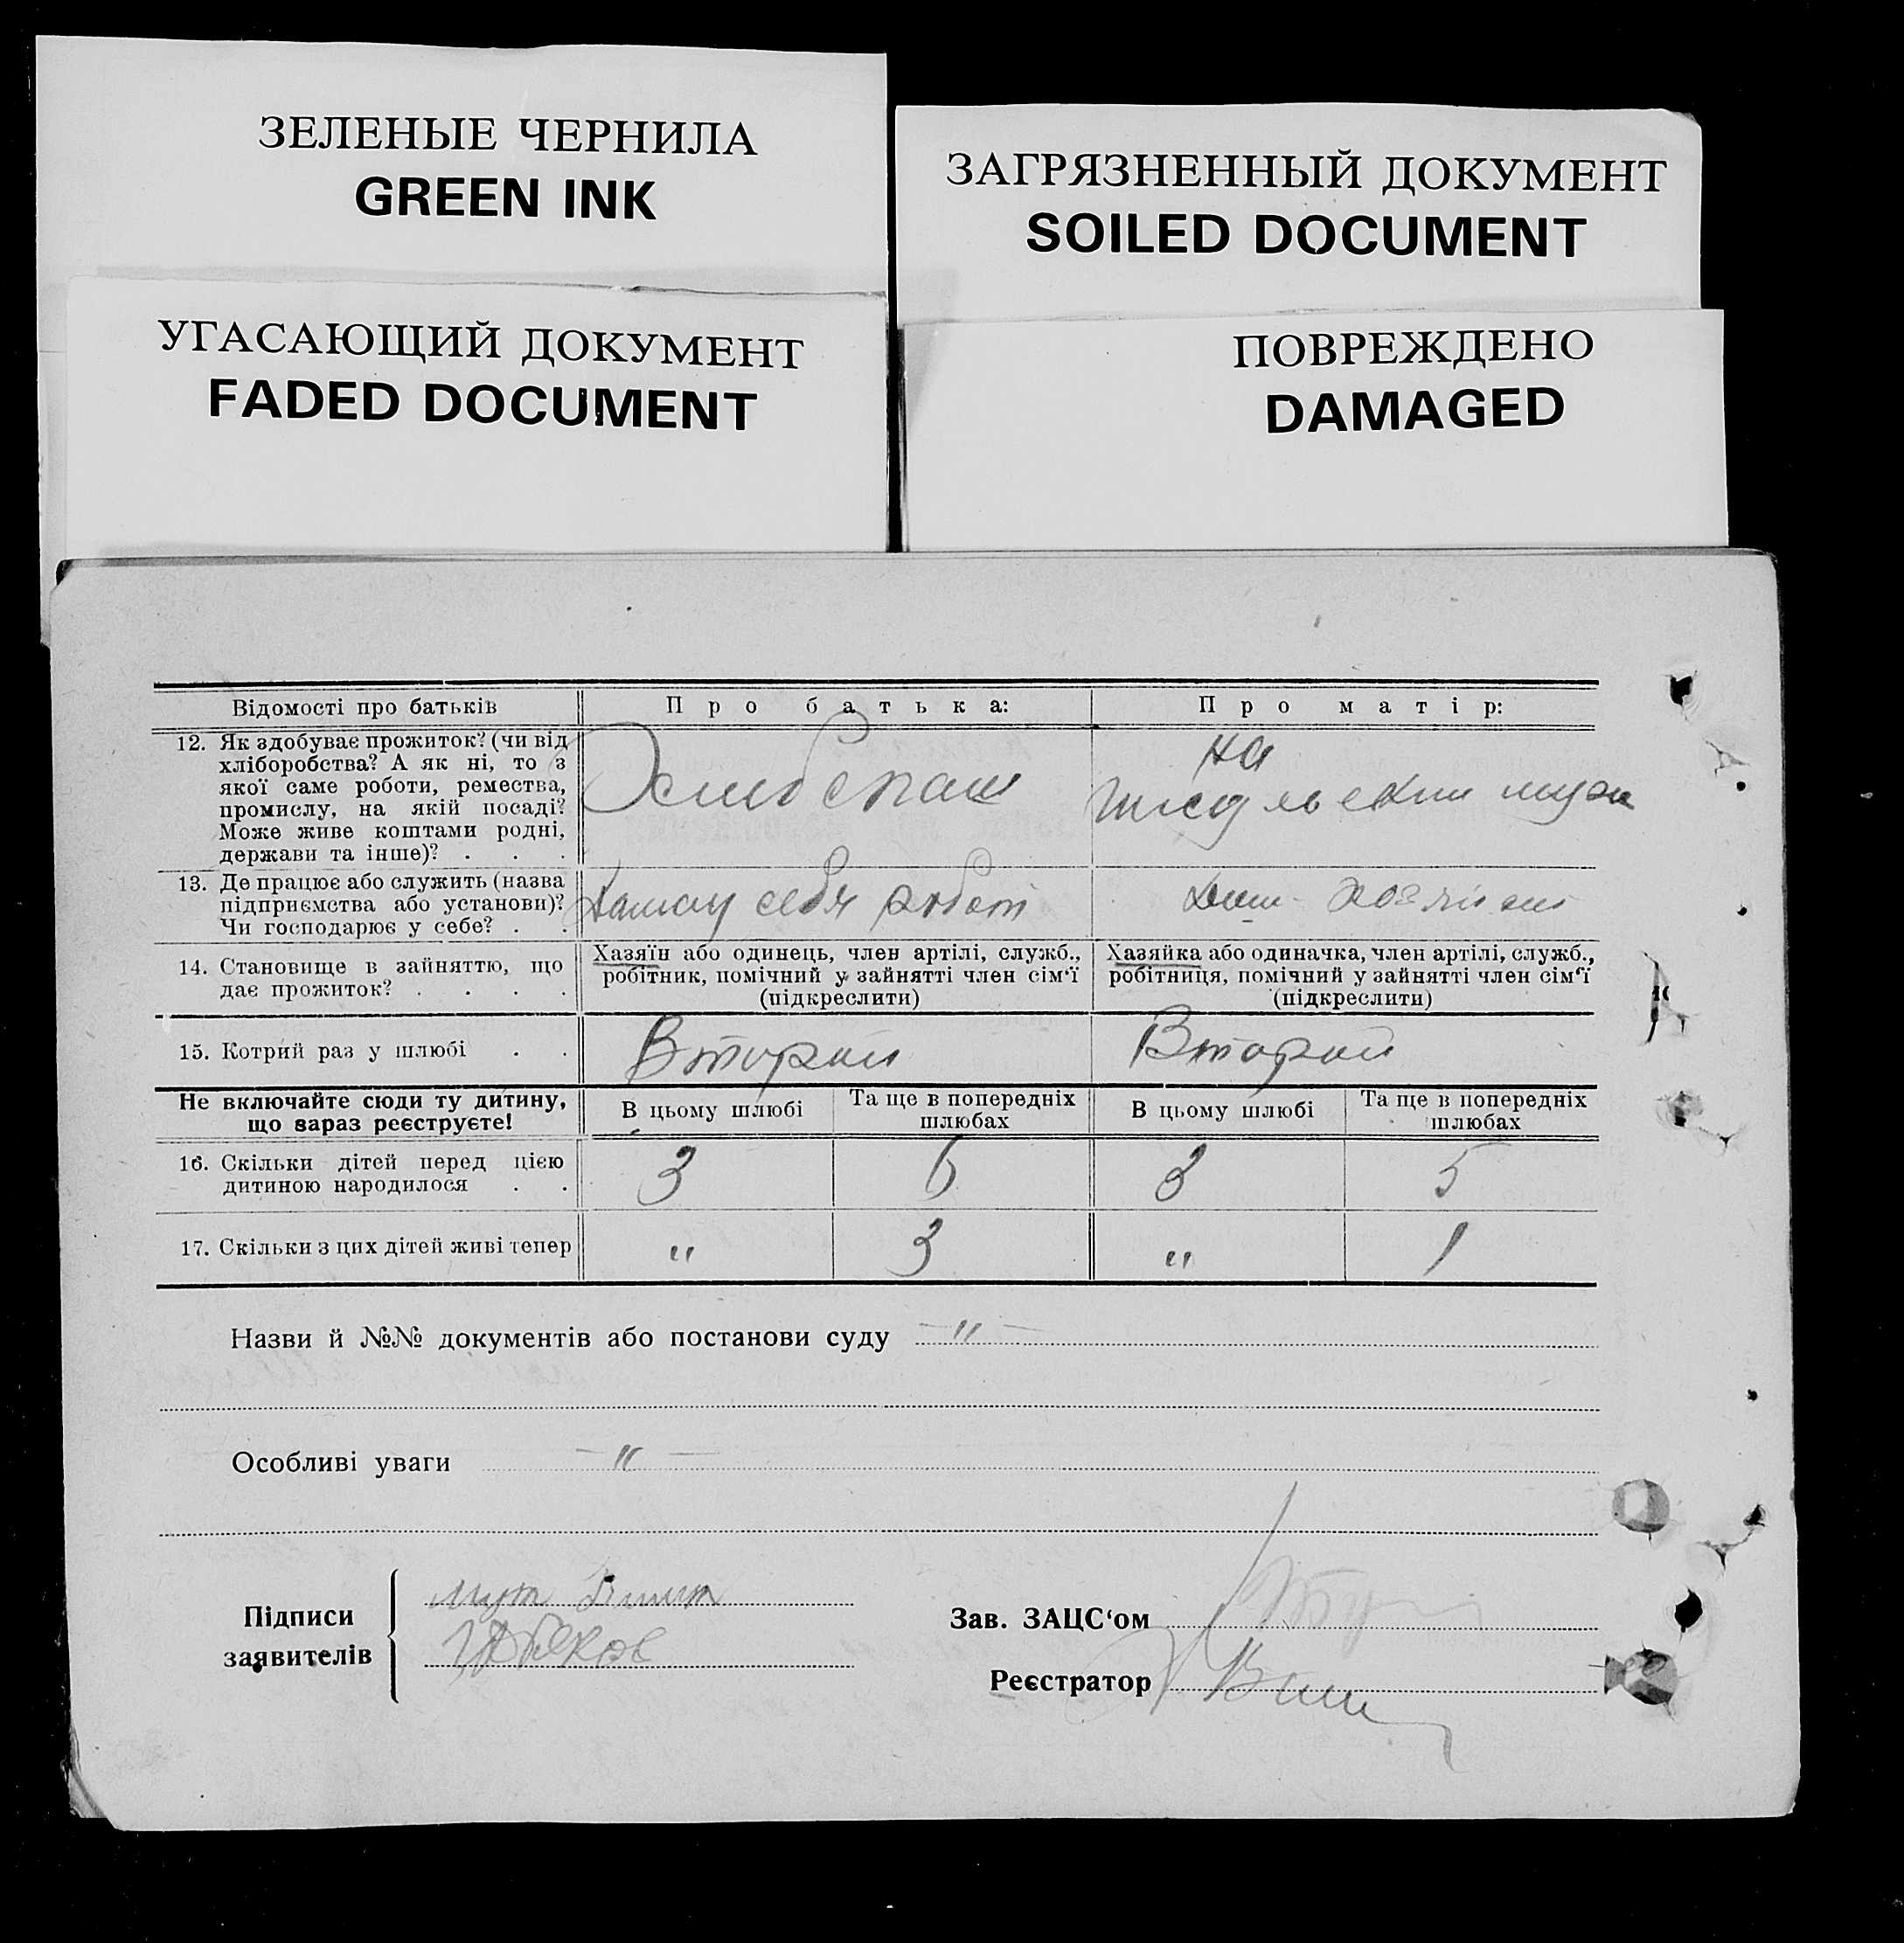 ЗЕЛЕНЫЕ ЧЕРНИЛА
GREEN INK
ЗАГРЯЗНЕННЫЙ ДОКУМЕНТ
SOILED DOCUMENT
УГАСАЮЩИЙ ДОКУМЕНТ
FADED DOCUMENT
ПОВРЕЖДЕНО
DAMAGED
Відомості про батьків
Про батька:
Про матір:
12. Як здобуває прожиток? (чи від
хліборобства? А як ні, то з
якої саме роботи, ремества,
промислу, на якій посаді?
Може живе коштами родні,
держави та інше)? . . .
на
13. Де працює або служить (назва
підприємства або установи)?
Чи господарює у себе? . .
себя
14. Становище в зайняттю, що
дає прожиток? . . . .
Хазяїн або одинець, член артілі, служб.,
робітник, помічний у зайнятті член сім'ї
(підкреслити)
Хазяйка або одиначка, член артілі, служб.,
робітниця, помічний у зайнятті член сім'ї
(підкреслити)
15. Котрий раз у шлюбі . .
Второй
Второй
Не включайте сюди ту дитину,
що зараз реєструєте!
В цьому шлюбі
Та ще в попередніх
шлюбах
В цьому шлюбі
Та ще в попередніх
шлюбах
16. Скільки дітей перед цією
дитиною народилося . .
3
3
5
17. Скільки з цих дітей живі тепер
"
3
"
1
Назви й №№ документів або постанови суду — " —
Особливі уваги — " —
Підписи
заявителів
Зав. ЗАЦС'ом
Реєстратор